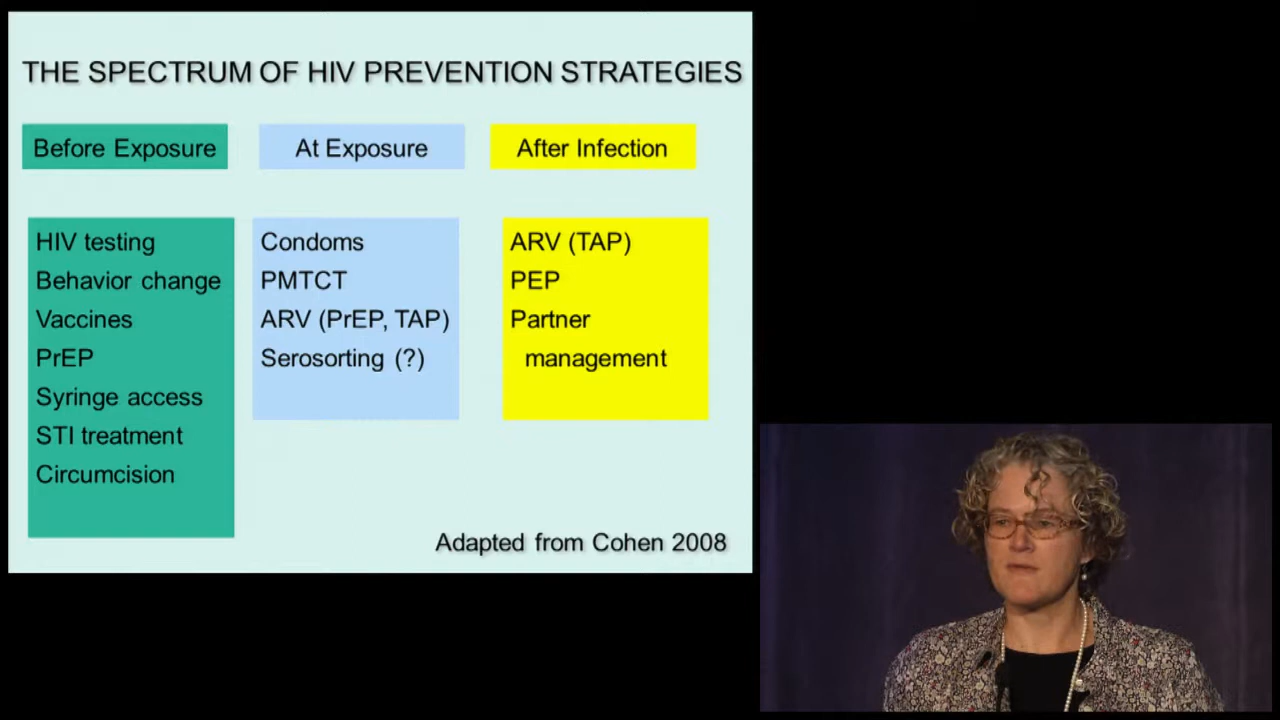 THE SPECTRUM OF HIV PREVENTION STRATEGIES
Before Exposure
At Exposure
After Infection
HIV testing
Behavior change
Vaccines
PrEP
Syringe access
STI treatment
Circumcision
Condoms
PMTCT
ARV (PrEP, TAP)
Serosorting (?)
ARV (TAP)
PEP
Partner
management
Adapted from Cohen 2008